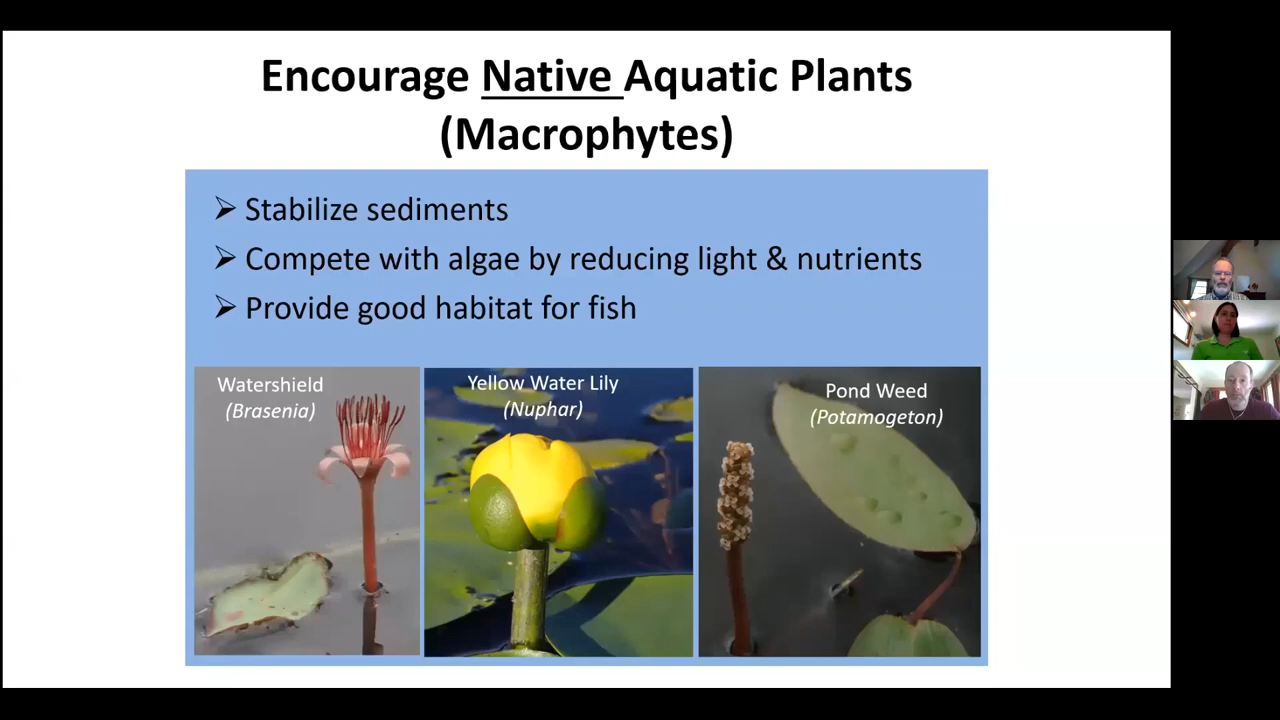 Encourage Native Aquatic Plants
(Macrophytes)
➢ Stabilize sediments
➢ Compete with algae by reducing light & nutrients
➢ Provide good habitat for fish
Watershield
(Brasenia)
Yellow Water Lily
(Nuphar)
Pond Weed
(Potamogeton)